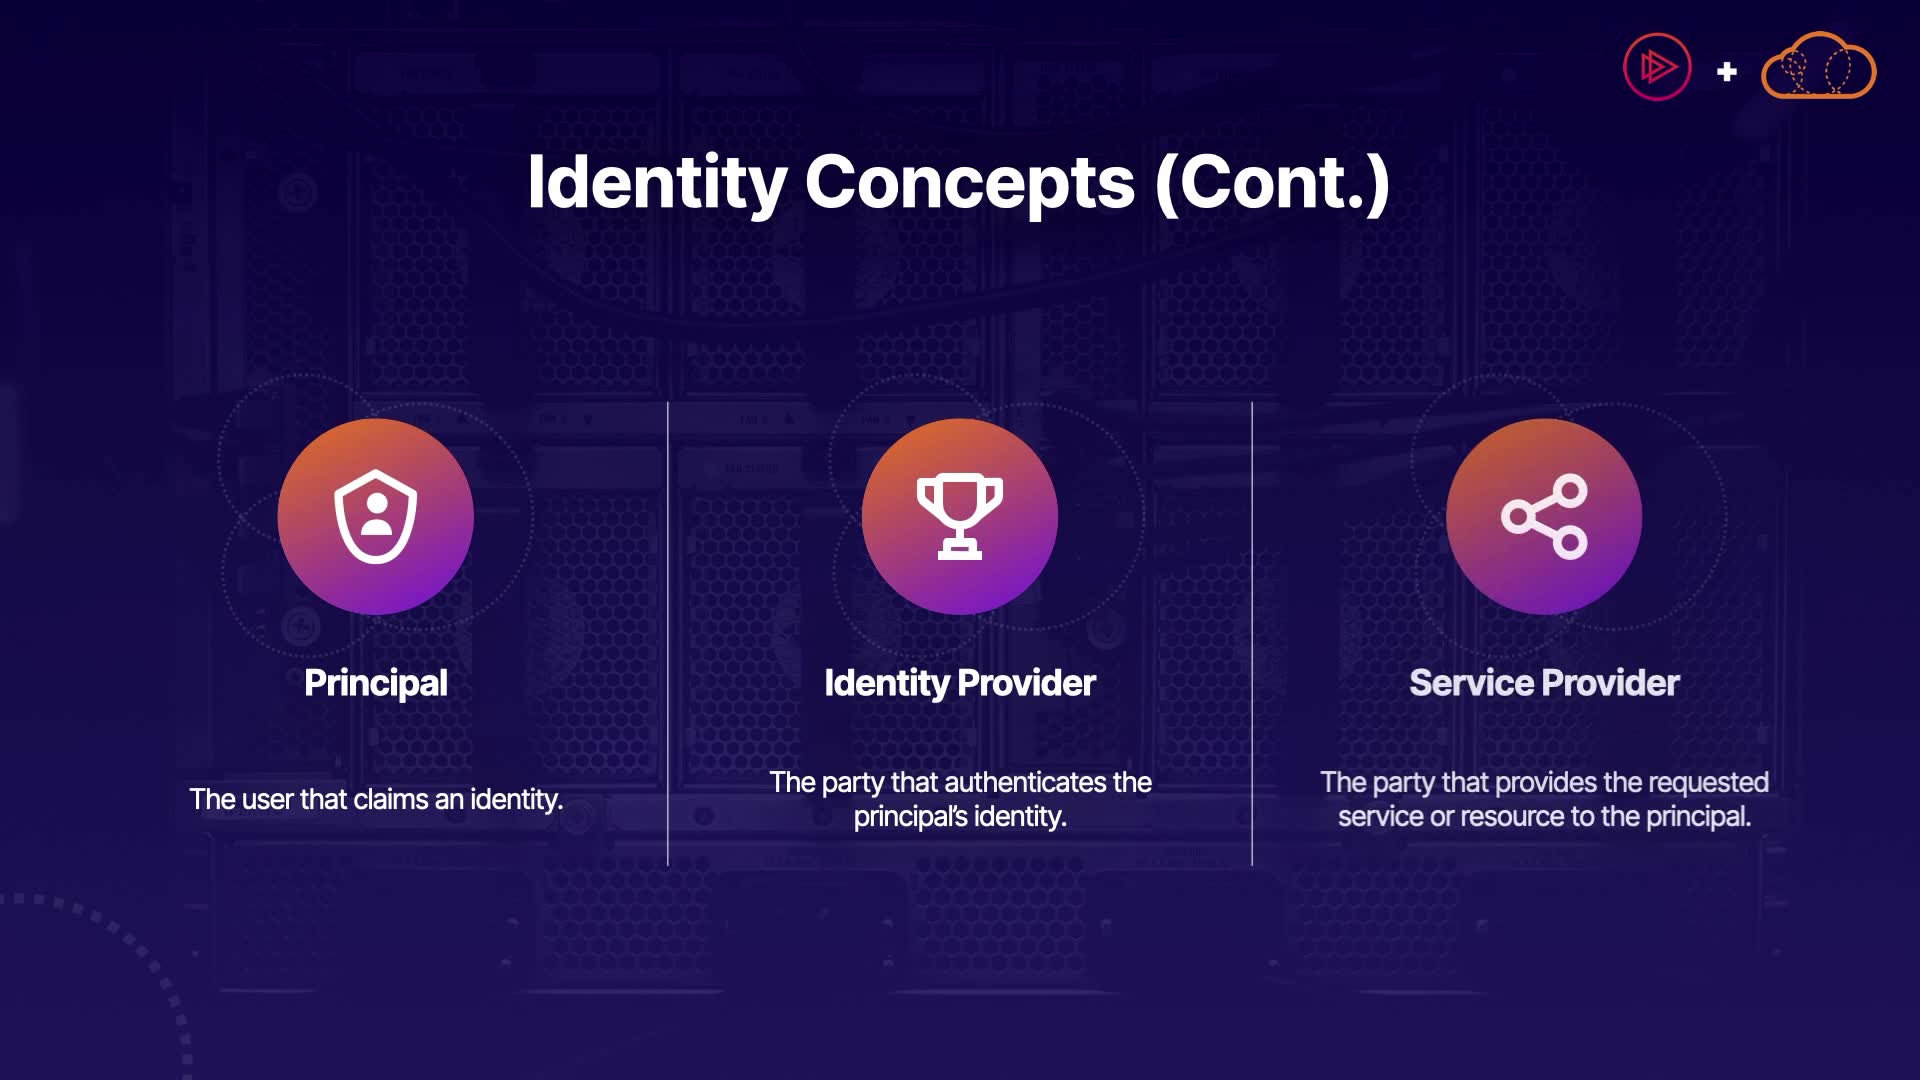 Identity Concepts (Cont.)
Principal
Identity Provider
Service Provider
The user that claims an identity.
The party that authenticates the
principal's identity.
The party that provides the requested
service or resource to the principal.